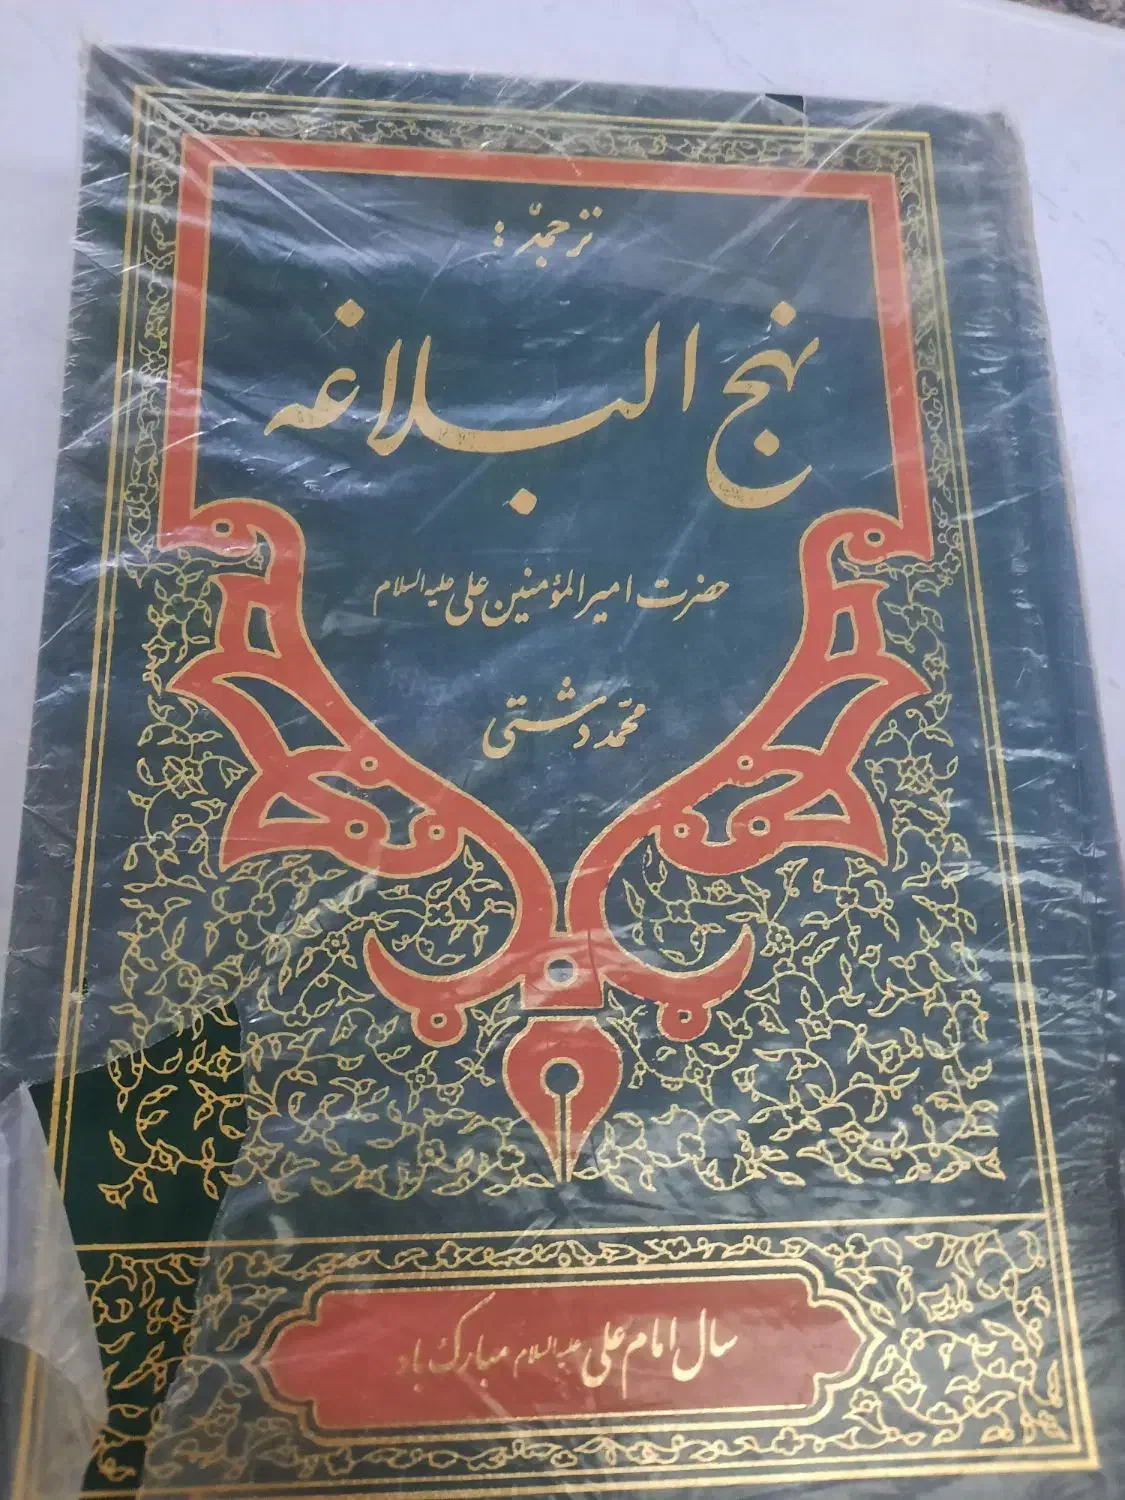 ترجمهٔ :
نهج البلاغه
حضرت امیرالمؤمنین علی علیه السلام
محمد دشتی
سال امام علی علیه السلام مبارک باد